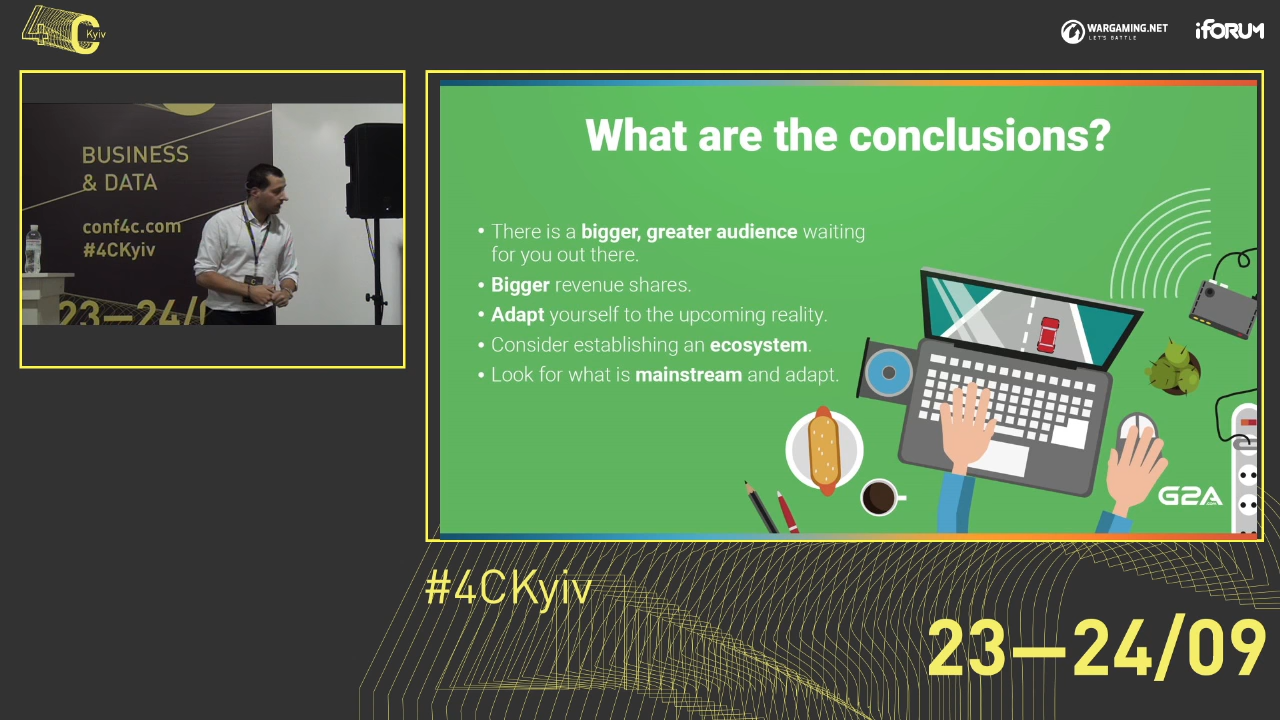 4C Kyiv
WARGAMING.NET
LET'S BATTLE
iFORUM
BUSINESS
& DATA
conf4c.com
#4CKyiv
23—24/
What are the conclusions?
• There is a bigger, greater audience waiting
for you out there.
• Bigger revenue shares.
• Adapt yourself to the upcoming reality.
• Consider establishing an ecosystem.
• Look for what is mainstream and adapt.
G2A
#4CKyiv
23—24/09